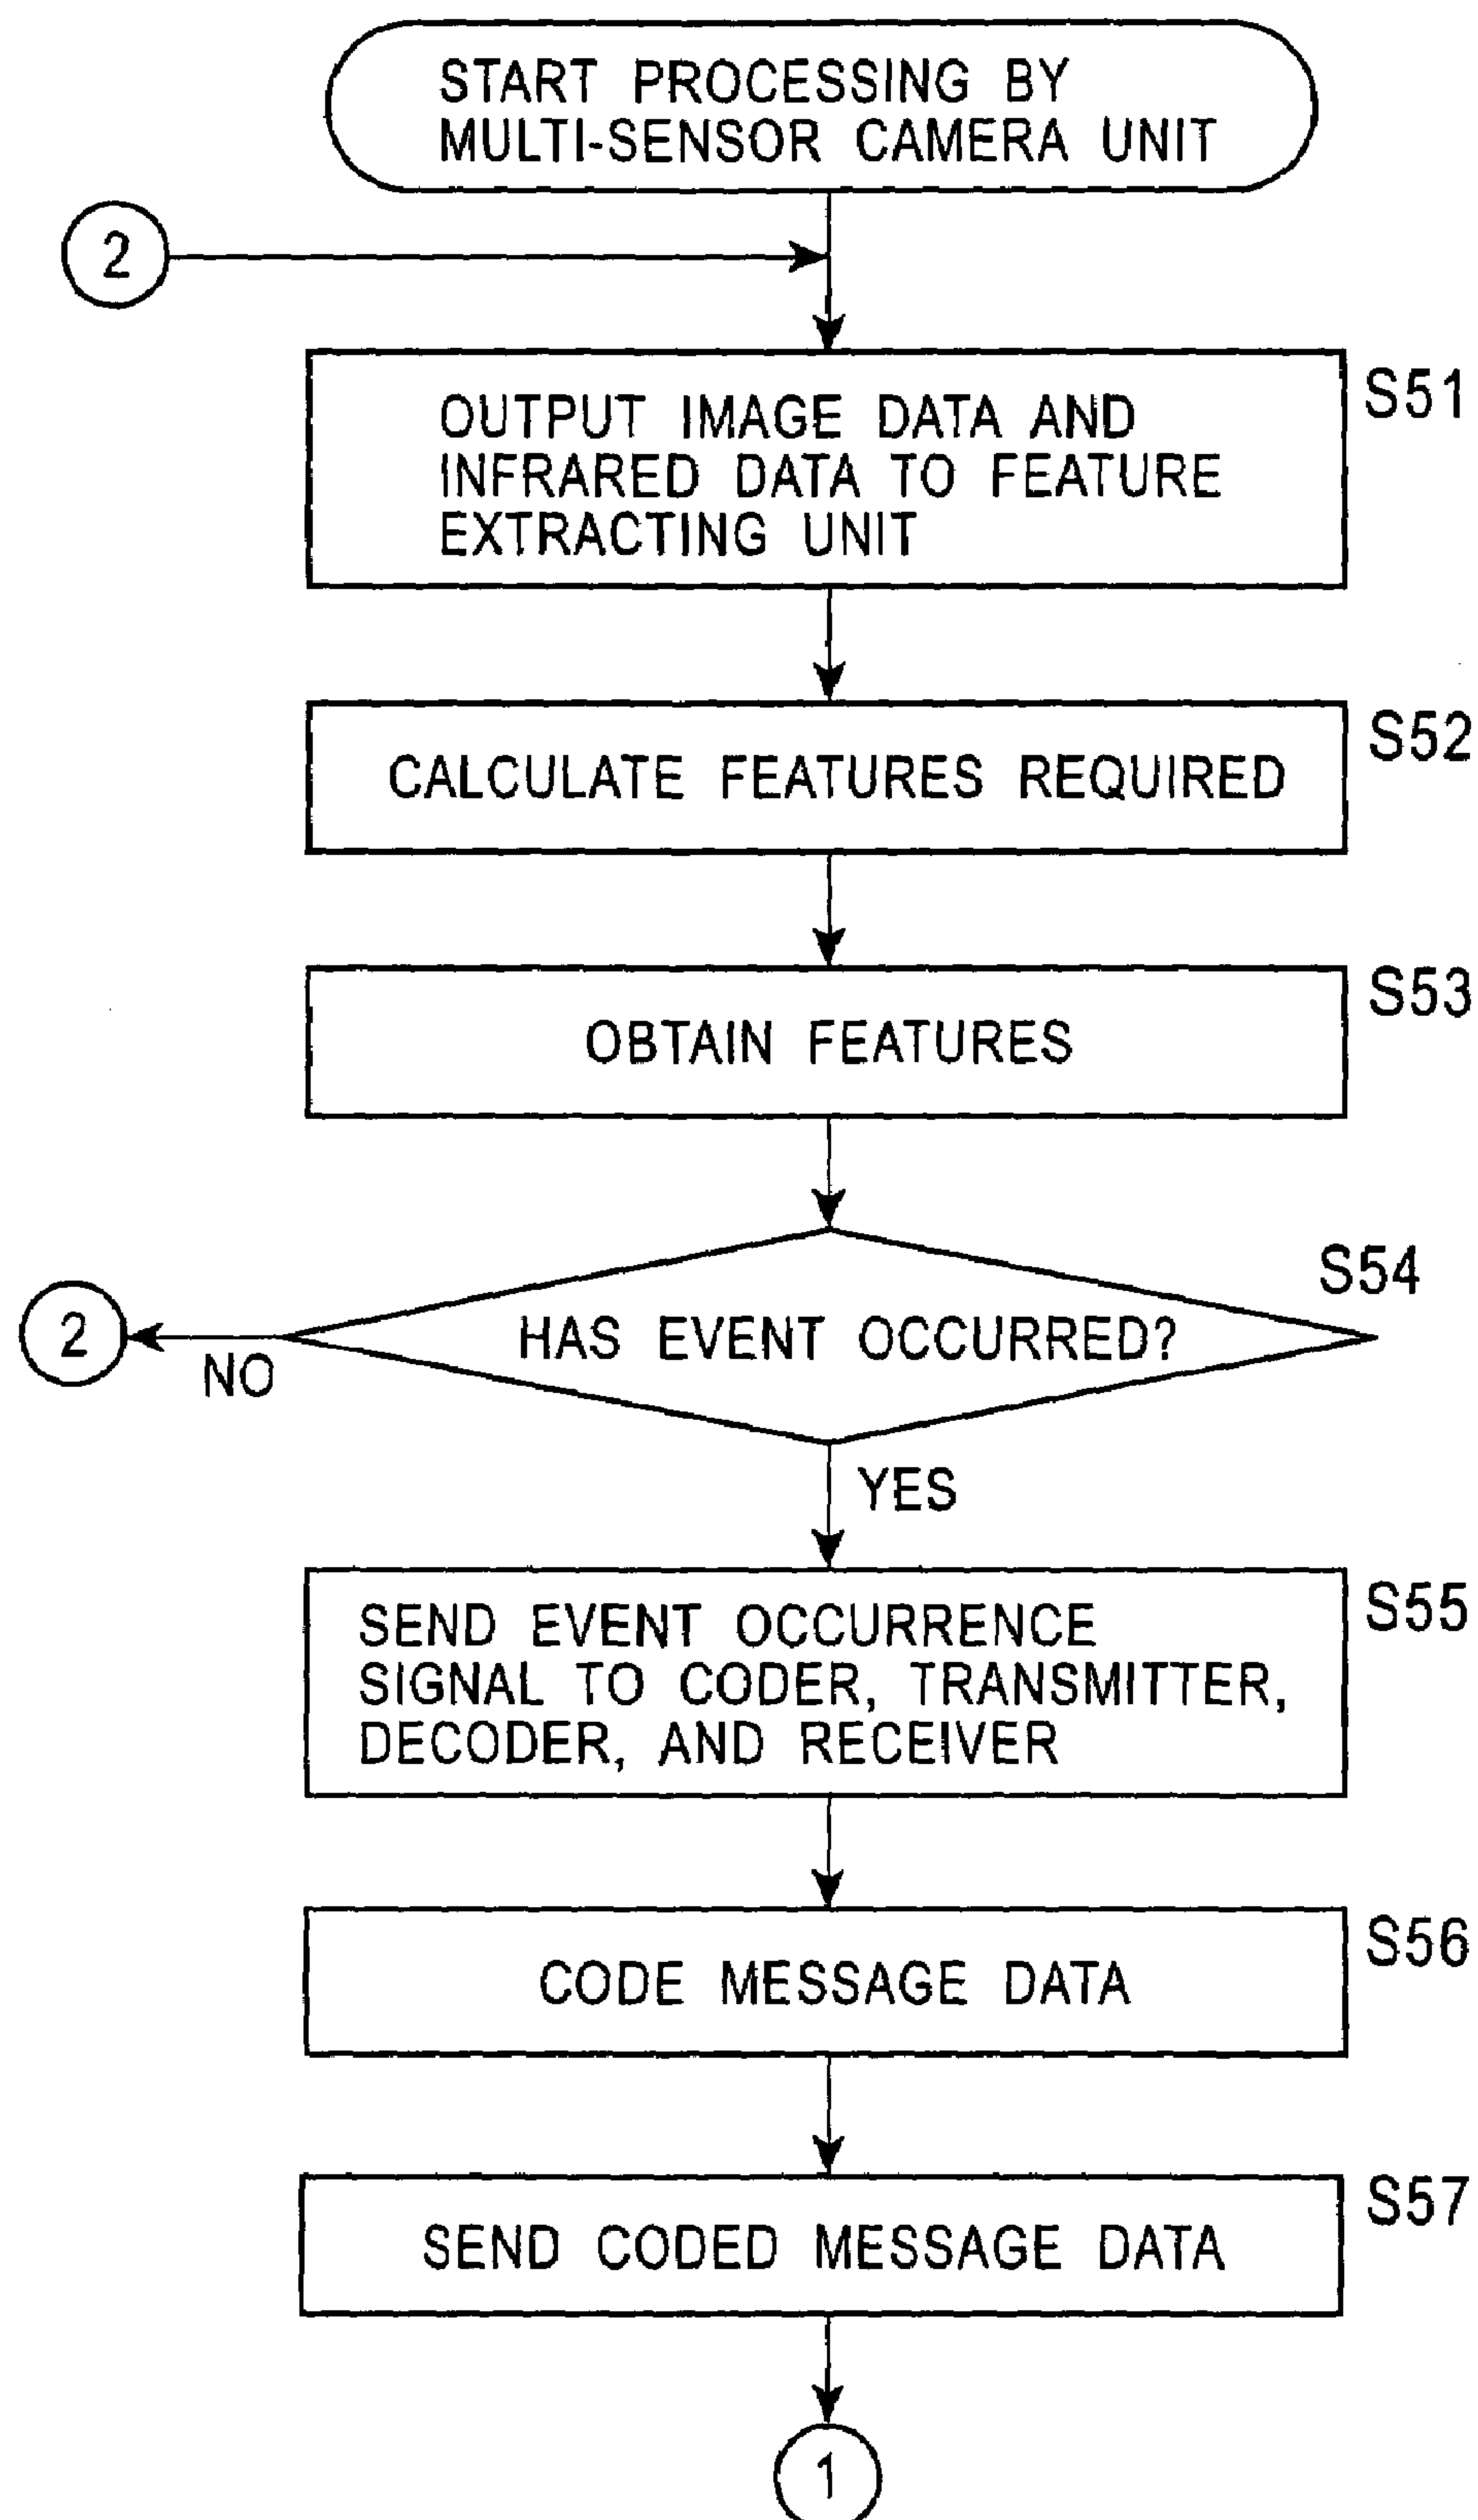 START PROCESSING BY
MULTI-SENSOR CAMERA UNIT
2
OUTPUT IMAGE DATA AND
INFRARED DATA TO FEATURE
EXTRACTING UNIT
S51
CALCULATE FEATURES REQUIRED
S52
OBTAIN FEATURES
S53
HAS EVENT OCCURRED?
S54
2
NO
YES
SEND EVENT OCCURRENCE
SIGNAL TO CODER, TRANSMITTER,
DECODER, AND RECEIVER
S55
CODE MESSAGE DATA
S56
SEND CODED MESSAGE DATA
S57
1